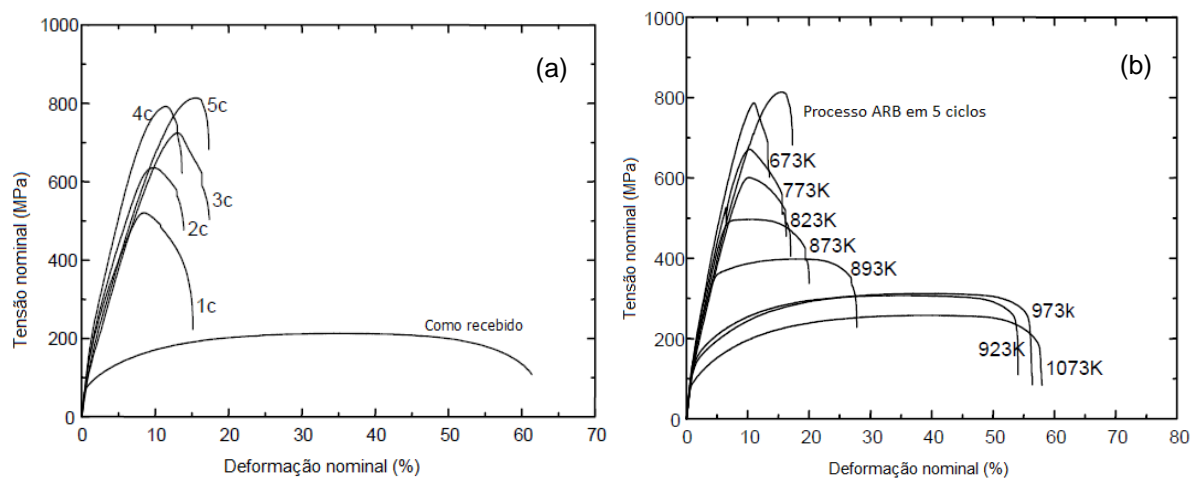 (a)
Tensão nominal (MPa)
1000
800
600
400
200
0
4c
5c
3c
2c
1c
Como recebido
0 10 20 30 40 50 60 70
Deformação nominal (%)
(b)
Tensão nominal (MPa)
1000
800
600
400
200
0
Processo ARB em 5 ciclos
673K
773K
823K
873K
893K
973k
923K
1073K
0 10 20 30 40 50 60 70 80
Deformação nominal (%)